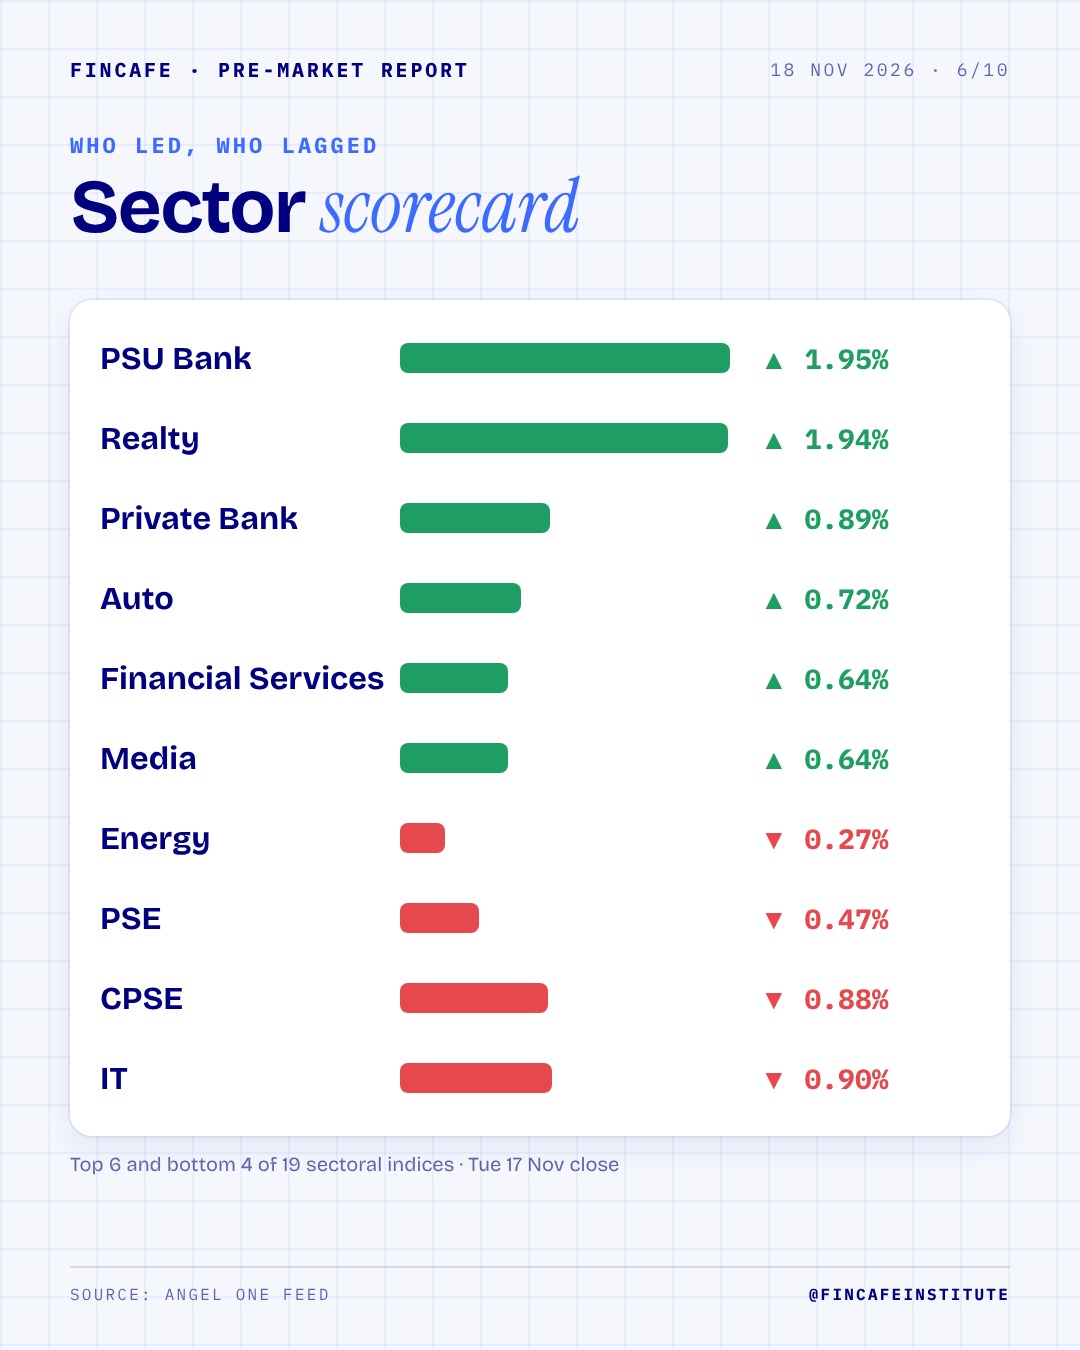 FINCAFE · PRE-MARKET REPORT
18 NOV 2026 · 6/10
WHO LED, WHO LAGGED
Sector scorecard
PSU Bank ▲ 1.95%
Realty ▲ 1.94%
Private Bank ▲ 0.89%
Auto ▲ 0.72%
Financial Services ▲ 0.64%
Media ▲ 0.64%
Energy ▼ 0.27%
PSE ▼ 0.47%
CPSE ▼ 0.88%
IT ▼ 0.90%
Top 6 and bottom 4 of 19 sectoral indices · Tue 17 Nov close
SOURCE: ANGEL ONE FEED
@FINCAFEINSTITUTE